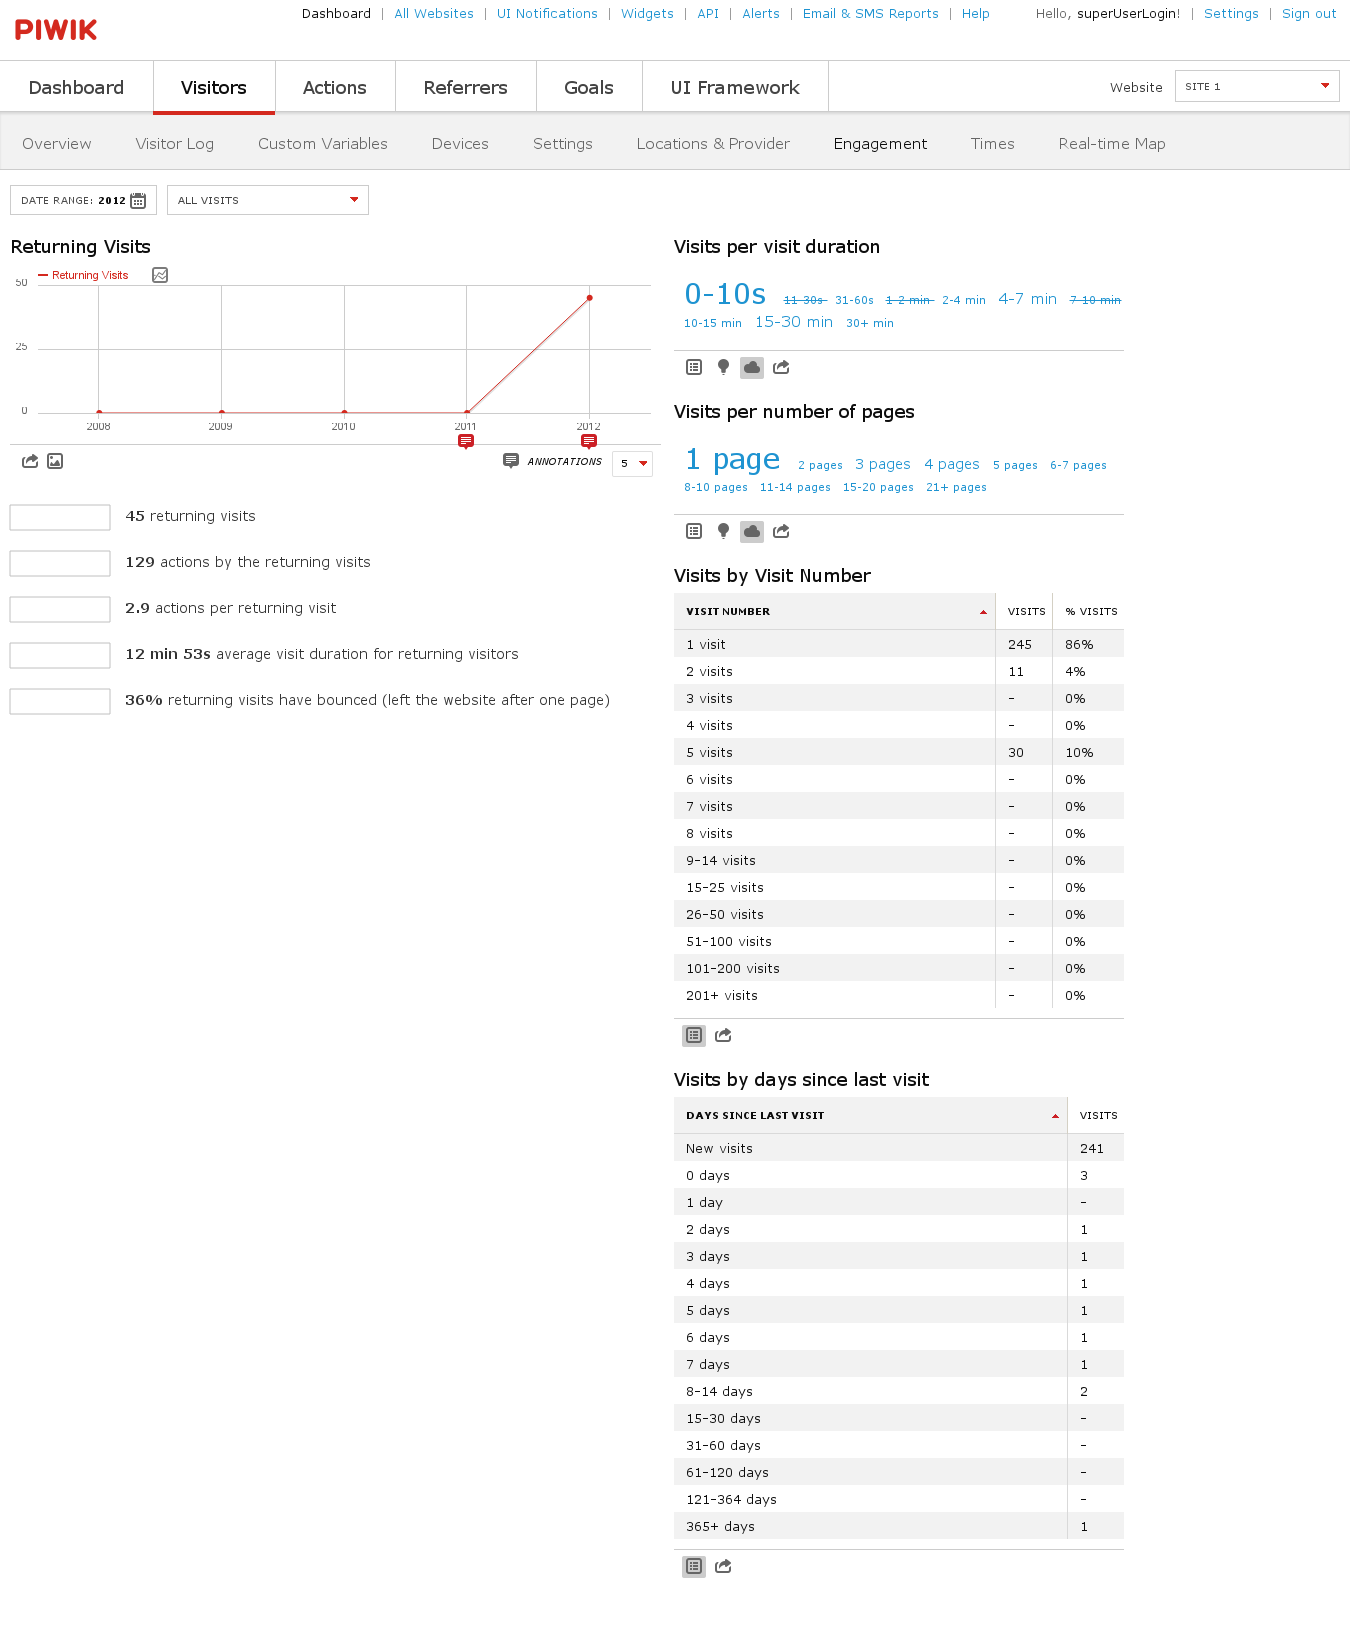 Dashboard | All Websites | UI Notifications | Widgets | API | Alerts | Email & SMS Reports | Help Hello, superUserLogin! | Settings | Sign out
PIWIK
Dashboard Visitors Actions Referrers Goals UI Framework Website SITE 1
Overview Visitor Log Custom Variables Devices Settings Locations & Provider Engagement Times Real-time Map
DATE RANGE: 2012 ALL VISITS
Returning Visits
Returning Visits
50
25
0
2008 2009 2010 2011 2012
ANNOTATIONS 5
45 returning visits
129 actions by the returning visits
2.9 actions per returning visit
12 min 53s average visit duration for returning visitors
36% returning visits have bounced (left the website after one page)
Visits per visit duration
0-10s 11-30s 31-60s 1-2 min 2-4 min 4-7 min 7-10 min
10-15 min 15-30 min 30+ min
Visits per number of pages
1 page 2 pages 3 pages 4 pages 5 pages 6-7 pages
8-10 pages 11-14 pages 15-20 pages 21+ pages
Visits by Visit Number
VISIT NUMBER VISITS % VISITS
1 visit 245 86%
2 visits 11 4%
3 visits - 0%
4 visits - 0%
5 visits 30 10%
6 visits - 0%
7 visits - 0%
8 visits - 0%
9-14 visits - 0%
15-25 visits - 0%
26-50 visits - 0%
51-100 visits - 0%
101-200 visits - 0%
201+ visits - 0%
Visits by days since last visit
DAYS SINCE LAST VISIT VISITS
New visits 241
0 days 3
1 day -
2 days 1
3 days 1
4 days 1
5 days 1
6 days 1
7 days 1
8-14 days 2
15-30 days -
31-60 days -
61-120 days -
121-364 days -
365+ days 1